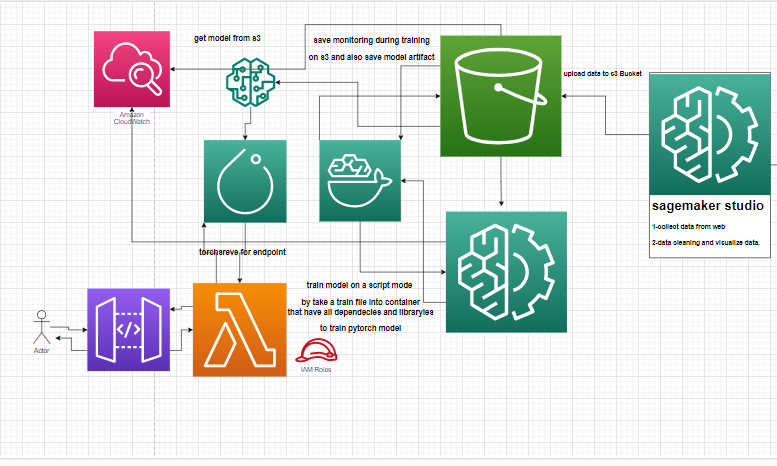 get model from s3
save monitoring during training
on s3 and also save model artifact
upload data to s3 Bucket
Amazon
CloudWatch
sagemaker studio
1-collect data from web
2-data cleaning and visualize data.
torchsreve for endpoint
train model on a script mode
by take a train file into container
that have all dependecies and libraryies
to train pytorch model
Actor
IAM Roles